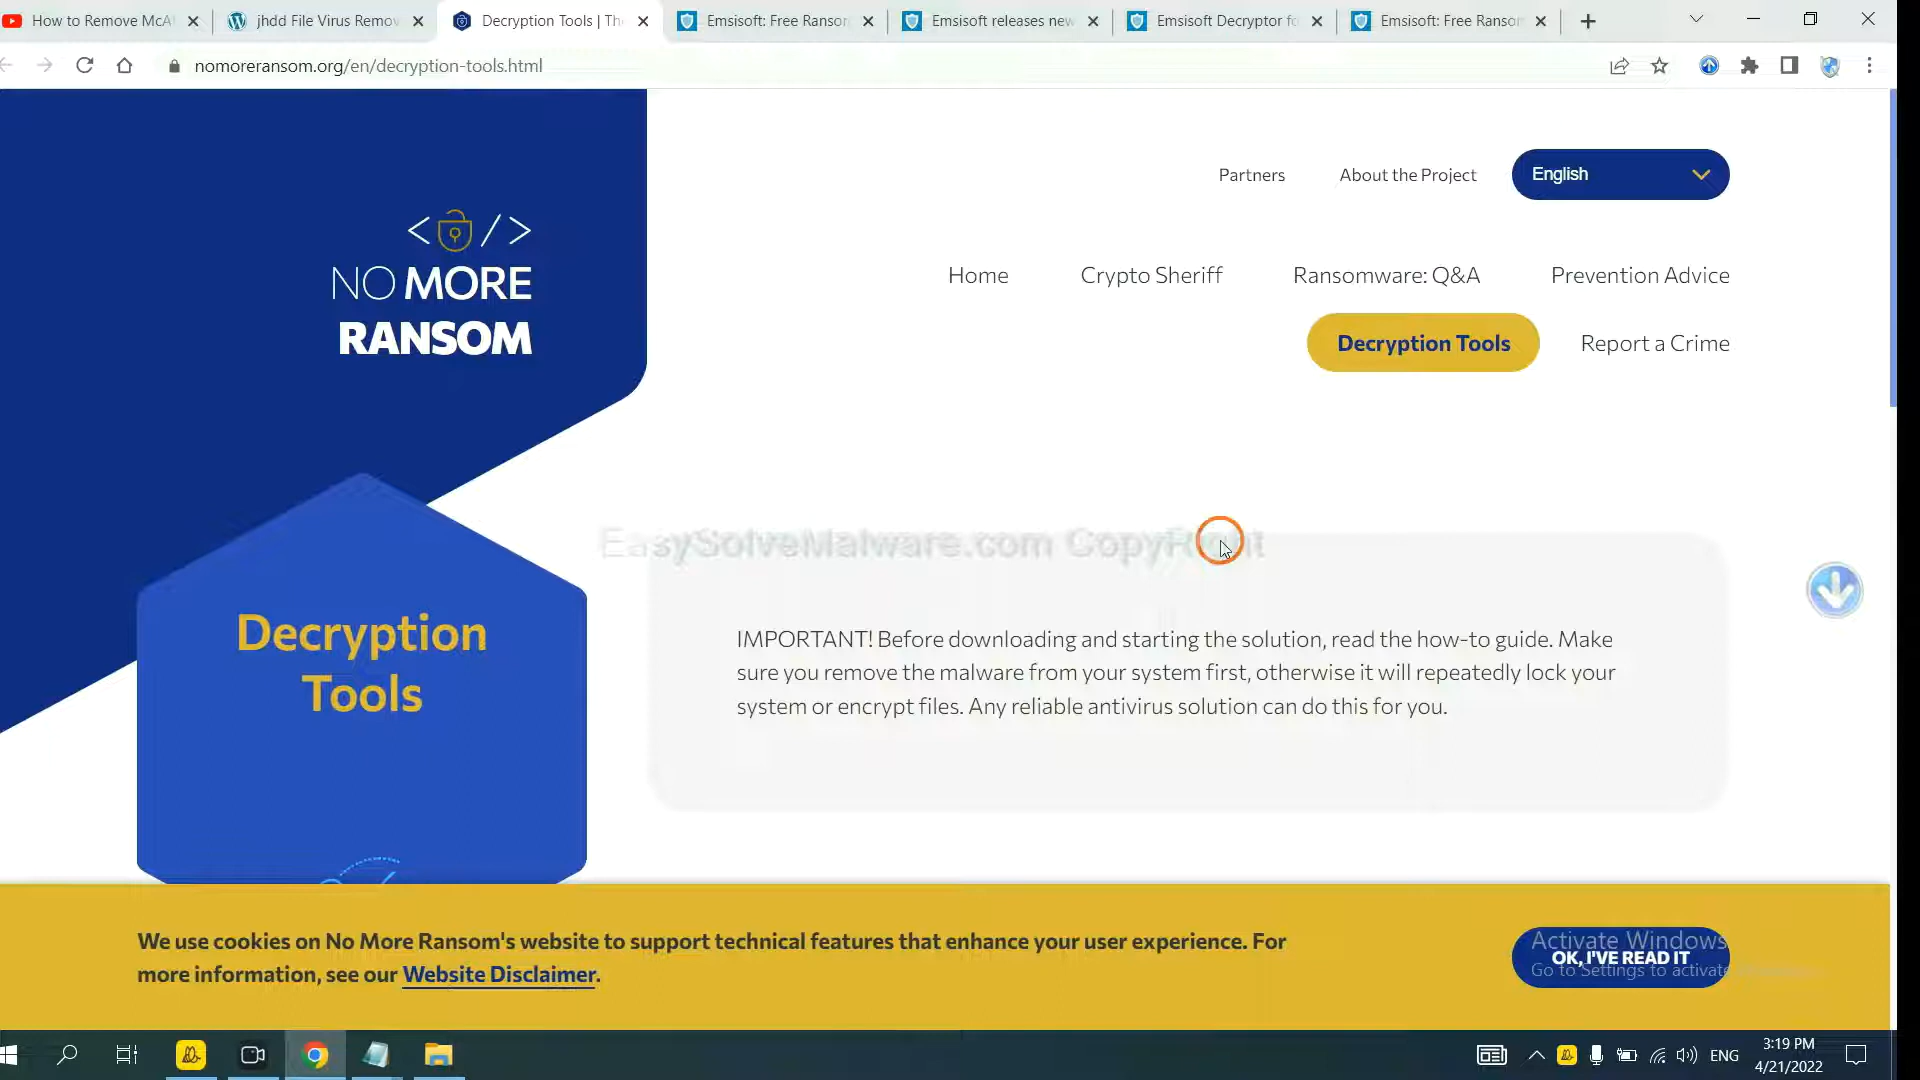 How to Remove McA
jhdd File Virus Remov
Decryption Tools | Th
Emsisoft: Free Ransom
Emsisoft releases new
Emsisoft Decryptor fo
Emsisoft: Free Ransom
nomoreransom.org/en/decryption-tools.html
Partners
About the Project
English
NO MORE
RANSOM
Home
Crypto Sheriff
Ransomware: Q&A
Prevention Advice
Decryption Tools
Report a Crime
EasySolveMalware.com CopyRight
Decryption
Tools
IMPORTANT! Before downloading and starting the solution, read the how-to guide. Make
sure you remove the malware from your system first, otherwise it will repeatedly lock your
system or encrypt files. Any reliable antivirus solution can do this for you.
We use cookies on No More Ransom's website to support technical features that enhance your user experience. For
more information, see our Website Disclaimer.
Activate Windows
OK, I'VE READ IT
Go to Settings to activate
ENG
3:19 PM
4/21/2022